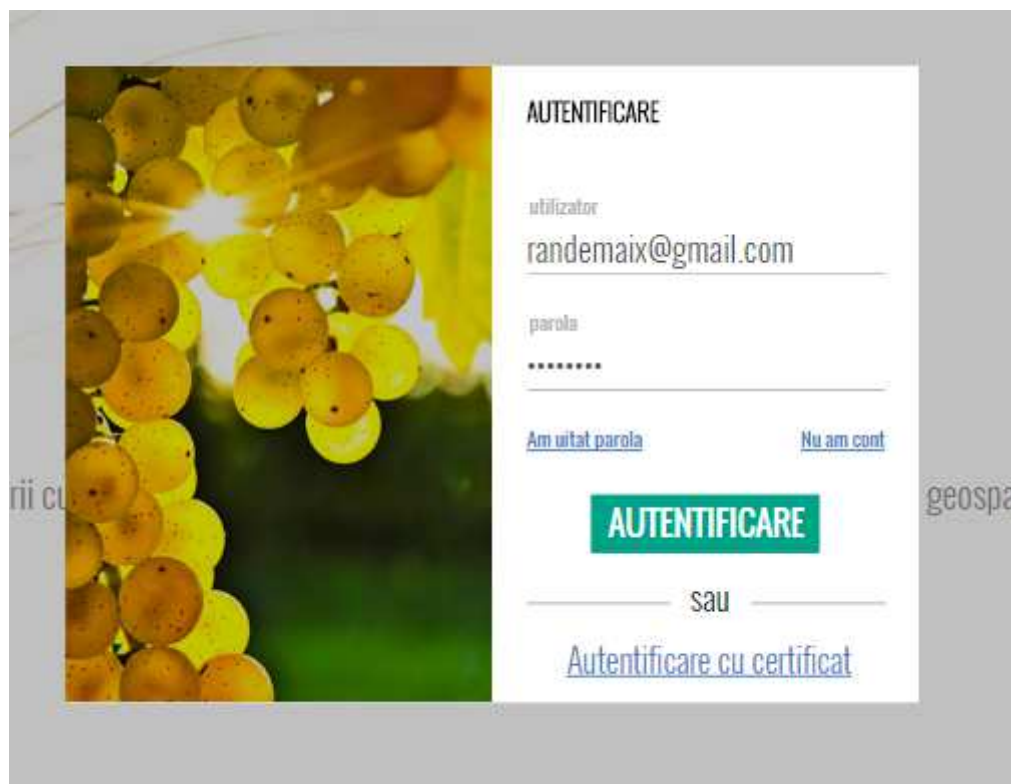 AUTENTIFICARE
utilizator
randemaix@gmail.com
parola
••••••••
Am uitat parola Nu am cont
rii cu geospa
AUTENTIFICARE
sau
Autentificare cu certificat